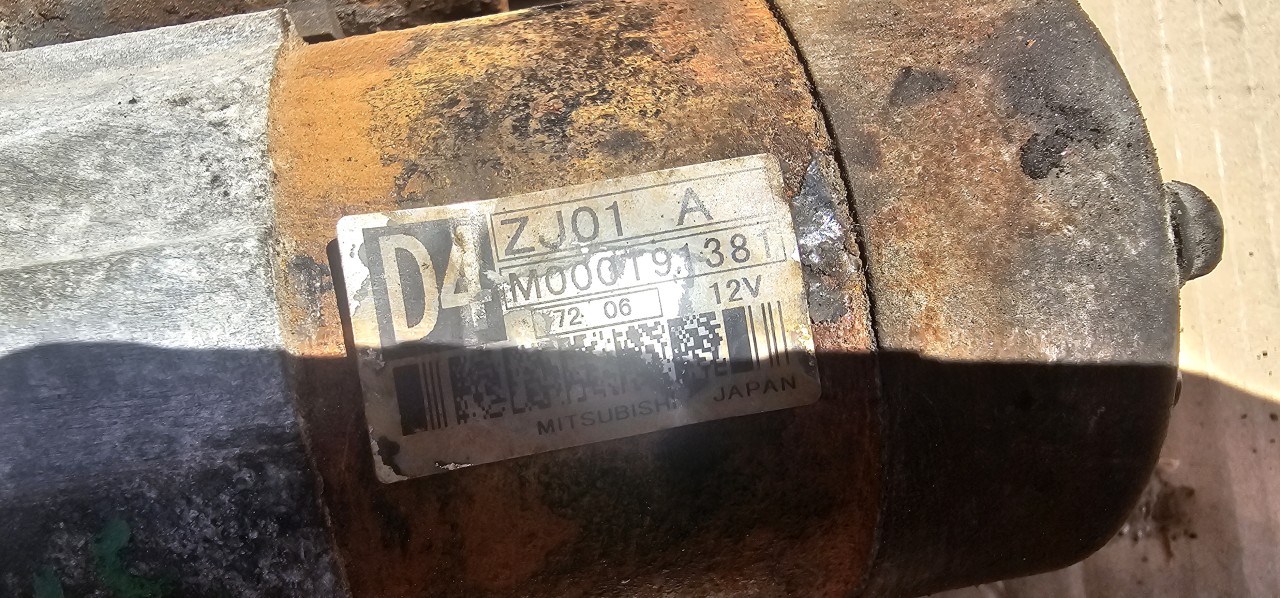 D4
ZJ01 A
M000T91381
72 06
12V
MITSUBISHI JAPAN